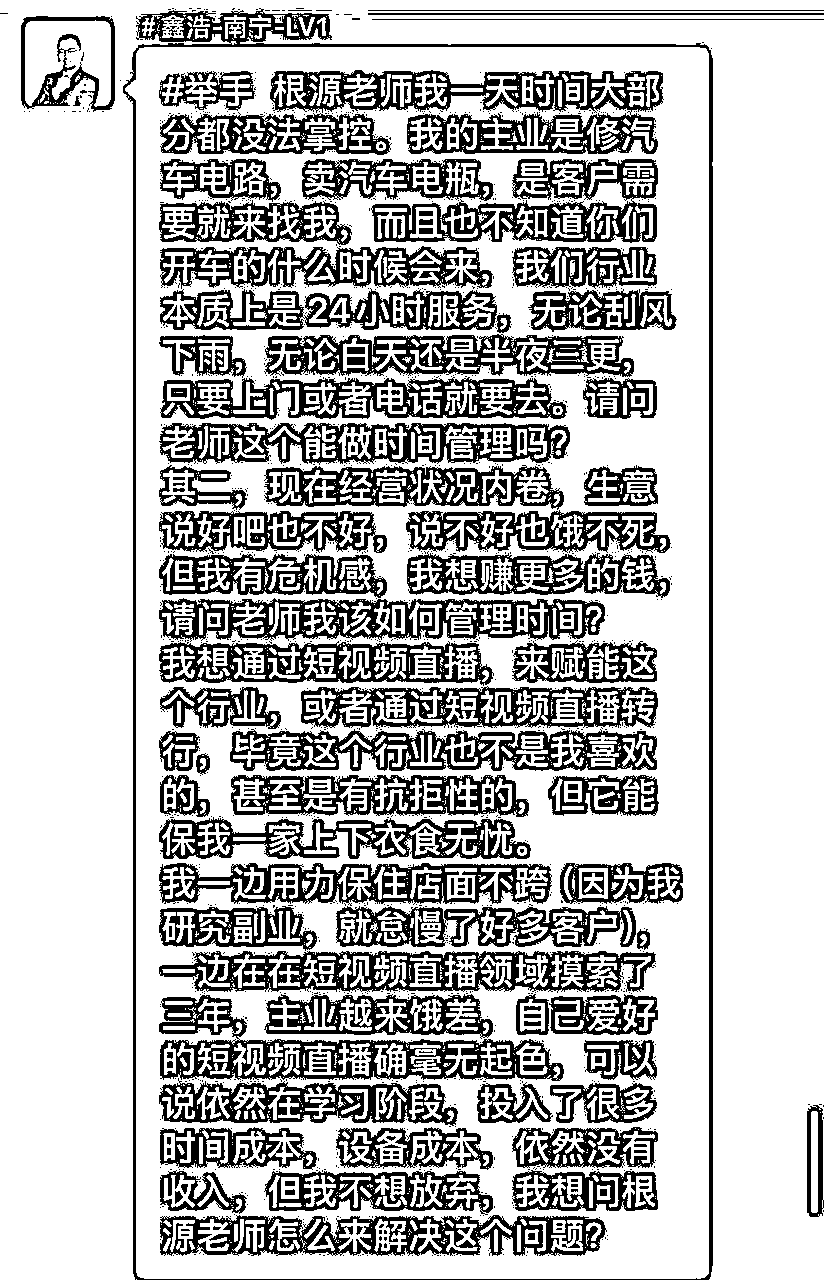 #鑫浩-南宁-LV1
#举手 根源老师我一天时间大部
分都没法掌控。我的主业是修汽
车电路，卖汽车电瓶，是客户需
要就来找我，而且也不知道你们
开车的什么时候会来，我们行业
本质上是24小时服务，无论刮风
下雨，无论白天还是半夜三更，
只要上门或者电话就要去。请问
老师这个能做时间管理吗？
其二，现在经营状况内卷，生意
说好吧也不好，说不好也饿不死，
但我有危机感，我想赚更多的钱，
请问老师我该如何管理时间？
我想通过短视频直播，来赋能这
个行业，或者通过短视频直播转
行，毕竟这个行业也不是我喜欢
的，甚至是有抗拒性的，但它能
保我一家上下衣食无忧。
我一边用力保住店面不跨（因为我
研究副业，就怠慢了好多客户），
一边在在短视频直播领域摸索了
三年，主业越来饿差，自己爱好
的短视频直播确毫无起色，可以
说依然在学习阶段，投入了很多
时间成本，设备成本，依然没有
收入，但我不想放弃，我想问根
源老师怎么来解决这个问题？